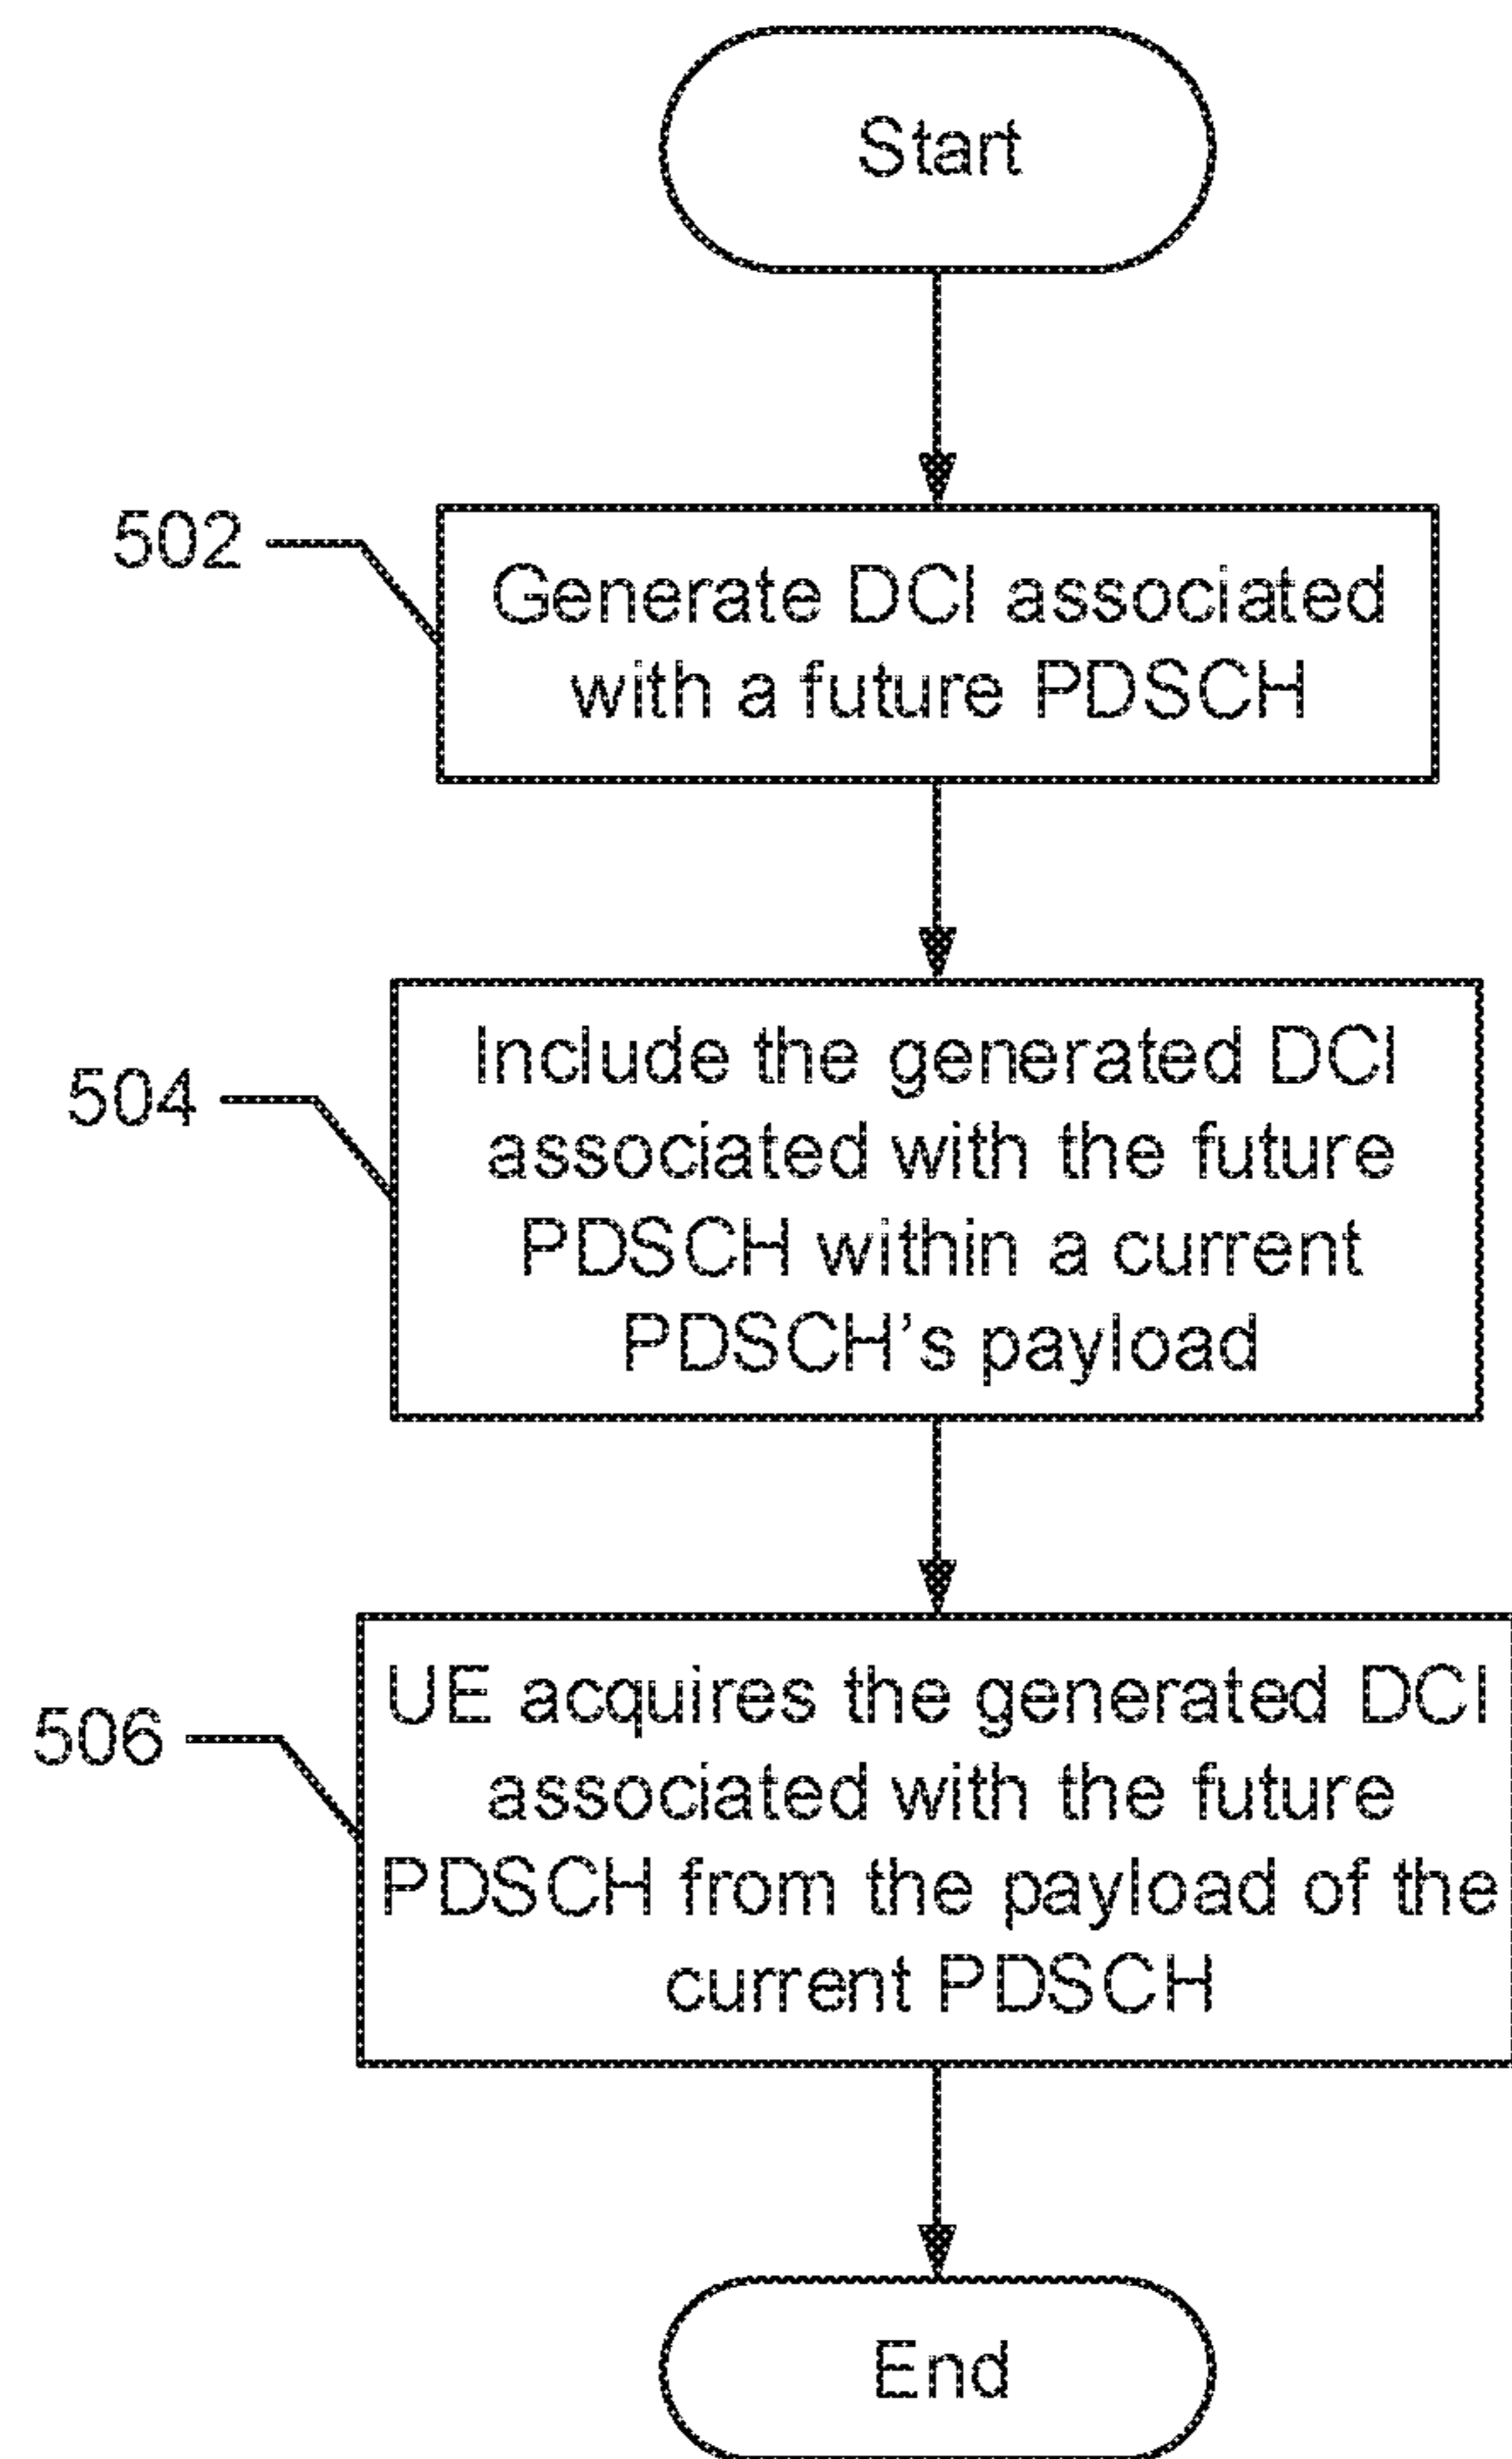 Start
502
Generate DCI associated
with a future PDSCH
504
Include the generated DCI
associated with the future
PDSCH within a current
PDSCH's payload
506
UE acquires the generated DCI
associated with the future
PDSCH from the payload of the
current PDSCH
End